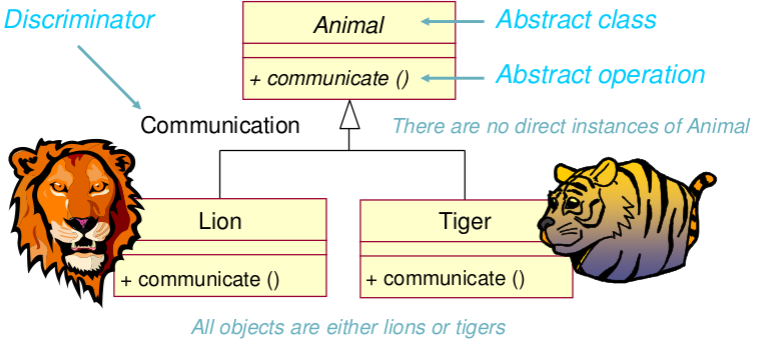 Discriminator
Animal
Abstract class
+ communicate ()
Abstract operation
Communication
There are no direct instances of Animal
Lion
Tiger
+ communicate ()
+ communicate ()
All objects are either lions or tigers